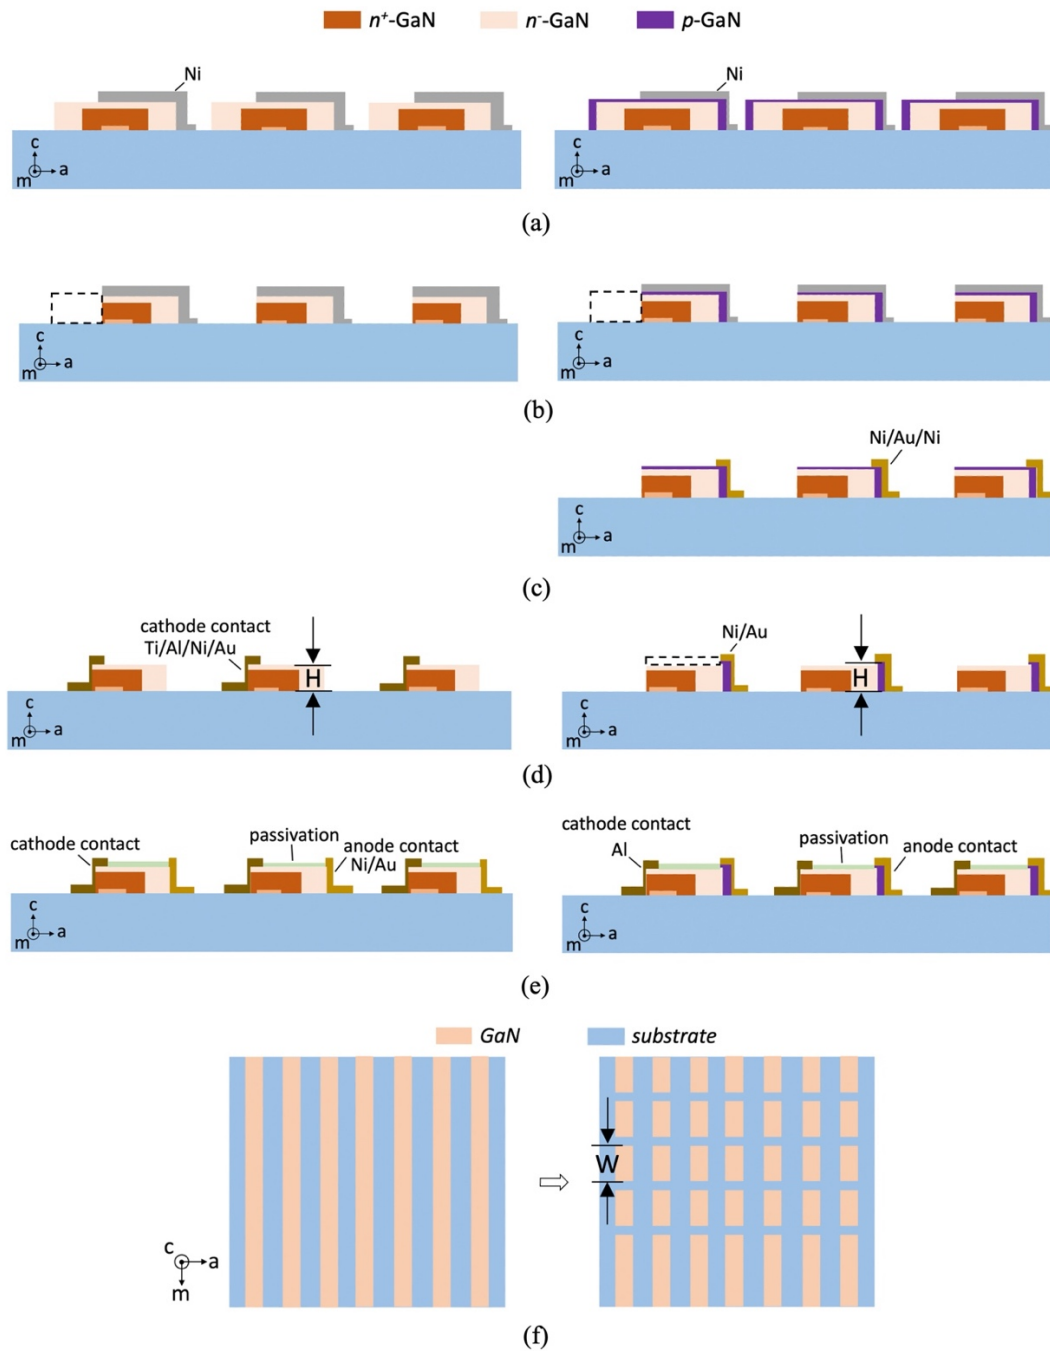 n⁺-GaN n⁻-GaN p-GaN
Ni Ni
c c
m a m a
(a)
c c
m a m a
(b)
Ni/Au/Ni
c
m a
(c)
cathode contact
Ti/Al/Ni/Au Ni/Au
H H
c c
m a m a
(d)
cathode contact passivation anode contact
Ni/Au
cathode contact
Al passivation anode contact
c c
m a m a
(e)
GaN substrate
W
c a
m
(f)